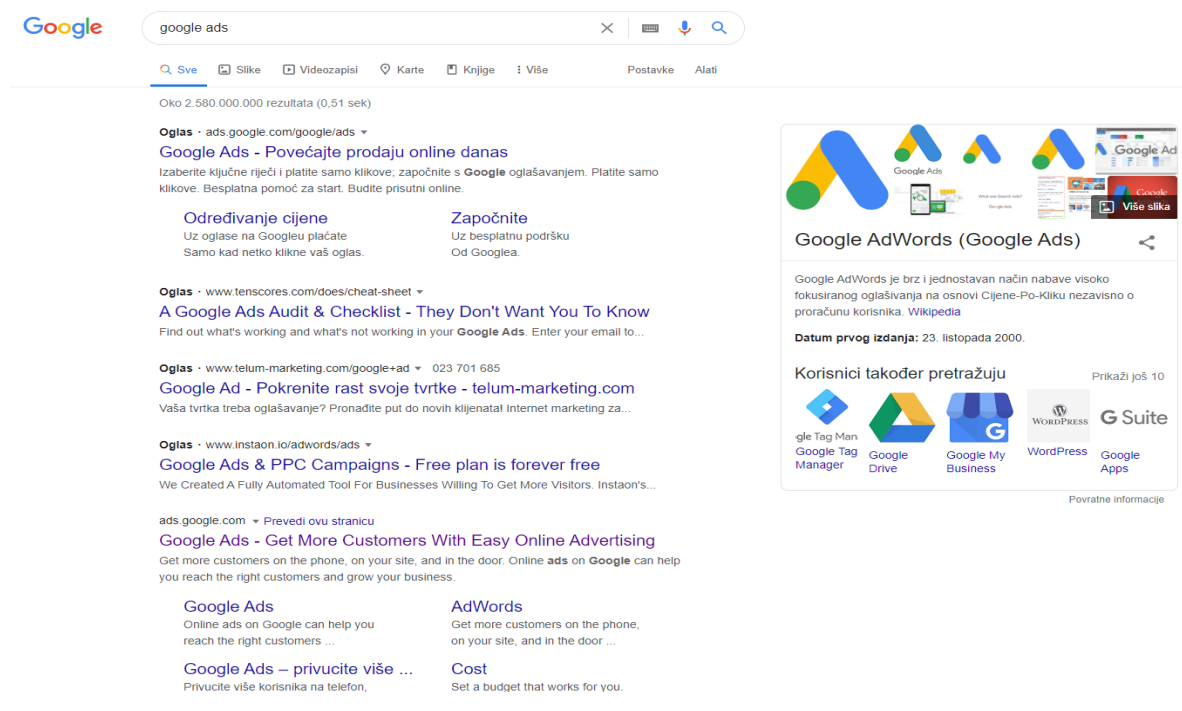 Google
google ads
Sve Slike Videozapisi Karte Knjige Više Postavke Alati
Oko 2.580.000.000 rezultata (0,51 sek)
Oglas · ads.google.com/google/ads
Google Ads - Povećajte prodaju online danas
Izaberite ključne riječi i platite samo klikove; započnite s Google oglašavanjem. Platite samo
klikove. Besplatna pomoć za start. Budite prisutni online.
Određivanje cijene
Uz oglase na Googleu plaćate
Samo kad netko klikne vaš oglas.
Započnite
Uz besplatnu podršku
Od Googlea.
Oglas · www.tenscores.com/does/cheat-sheet
A Google Ads Audit & Checklist - They Don't Want You To Know
Find out what's working and what's not working in your Google Ads. Enter your email to...
Oglas · www.telum-marketing.com/google+ad 023 701 685
Google Ad - Pokrenite rast svoje tvrtke - telum-marketing.com
Vaša tvrtka treba oglašavanje? Pronađite put do novih klijenata! Internet marketing za...
Oglas · www.instaon.io/adwords/ads
Google Ads & PPC Campaigns - Free plan is forever free
We Created A Fully Automated Tool For Businesses Willing To Get More Visitors. Instaon's...
ads.google.com Prevedi ovu stranicu
Google Ads - Get More Customers With Easy Online Advertising
Get more customers on the phone, on your site, and in the door. Online ads on Google can help
you reach the right customers and grow your business.
Google Ads
Online ads on Google can help you
reach the right customers ...
AdWords
Get more customers on the phone,
on your site, and in the door ...
Google Ads – privucite više ...
Privucite više korisnika na telefon,
Cost
Set a budget that works for you.
Google Ads
Google Ad
Google
Više slika
Google AdWords (Google Ads)
Google AdWords je brz i jednostavan način nabave visoko
fokusiranog oglašivanja na osnovi Cijene-Po-Kliku nezavisno o
proračunu korisnika. Wikipedia
Datum prvog izdanja: 23. listopada 2000.
Korisnici također pretražuju
Prikaži još 10
gle Tag Man
Google Tag
Manager
Google
Drive
G
Google My
Business
WORDPRESS
WordPress
G Suite
Google
Apps
Povratne informacije